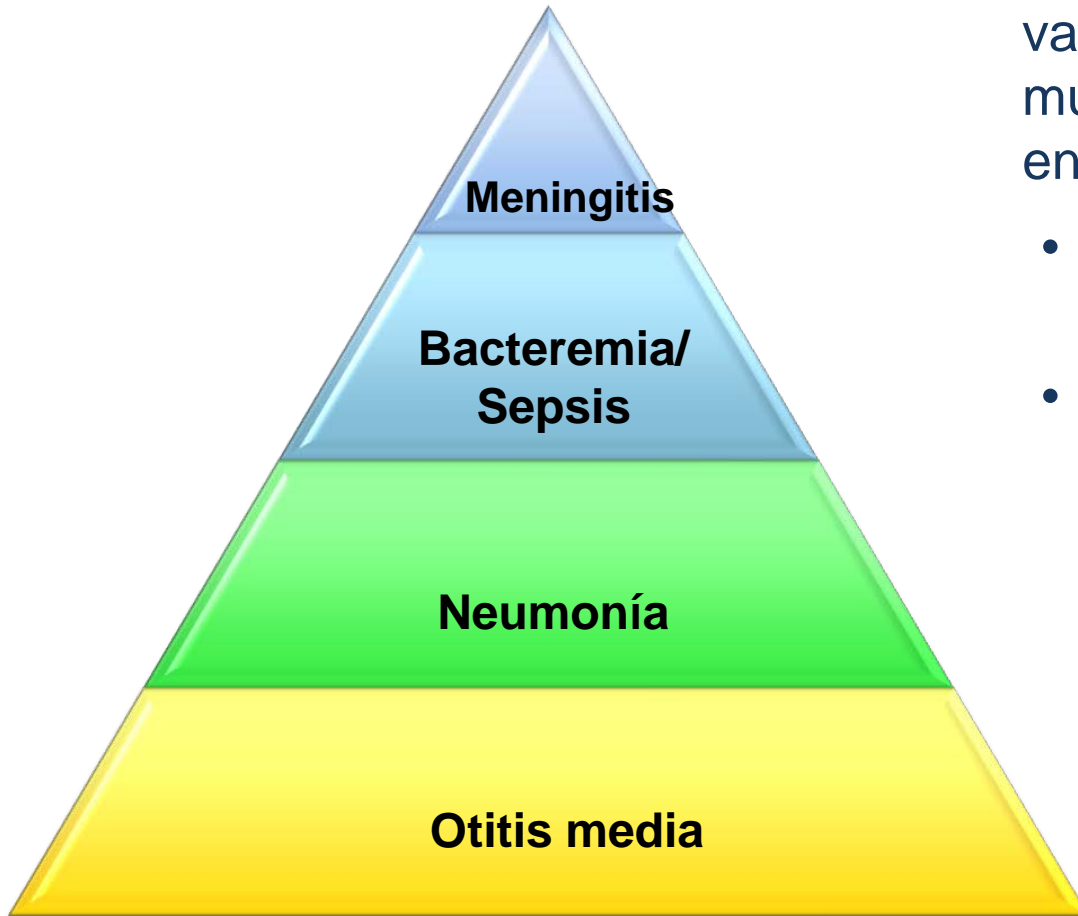 Meningitis
Bacteremia/
Sepsis
Neumonía
Otitis media
•
•